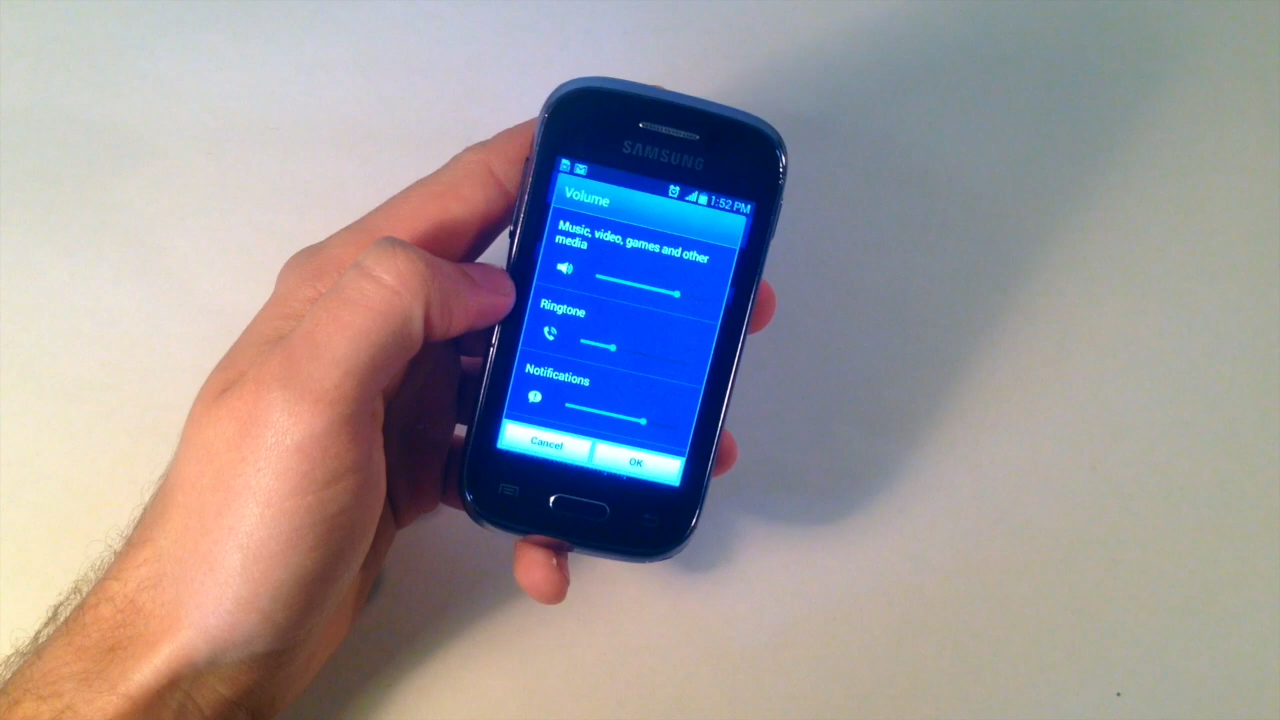 SAMSUNG
1:52 PM
Volume
Music, video, games and other
media
Ringtone
Notifications
Cancel
OK